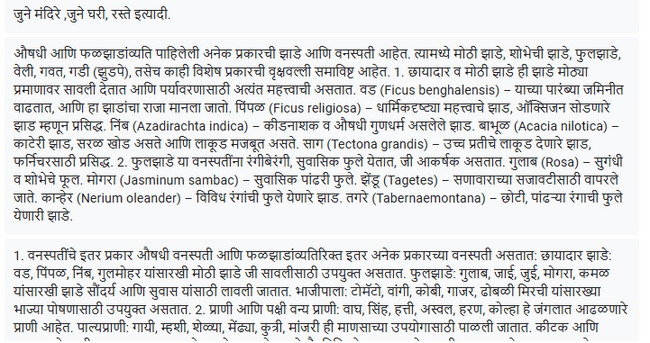 जुने मंदिरे ,जुने घरी, रस्ते इत्यादी.
औषधी आणि फळझाडांव्यति पाहिलेली अनेक प्रकारची झाडे आणि वनस्पती आहेत. त्यामध्ये मोठी झाडे, शोभेची झाडे, फुलझाडे,
वेली, गवत, गडी (झुडपे), तसेच काही विशेष प्रकारची वृक्षवल्ली समाविष्ट आहेत. 1. छायादार व मोठी झाडे ही झाडे मोठ्या
प्रमाणावर सावली देतात आणि पर्यावरणासाठी अत्यंत महत्त्वाची असतात. वड (Ficus benghalensis) – याच्या पारंब्या जमिनीत
वाढतात, आणि हा झाडांचा राजा मानला जातो. पिंपळ (Ficus religiosa) – धार्मिकदृष्ट्या महत्त्वाचे झाड, ऑक्सिजन सोडणारे
झाड म्हणून प्रसिद्ध. निंब (Azadirachta indica) – कीडनाशक व औषधी गुणधर्म असलेले झाड. बाभूळ (Acacia nilotica) –
काटेरी झाड, सरळ खोड असते आणि लाकूड मजबूत असते. साग (Tectona grandis) – उच्च प्रतीचे लाकूड देणारे झाड,
फर्निचरसाठी प्रसिद्ध. 2. फुलझाडे या वनस्पतींना रंगीबेरंगी, सुवासिक फुले येतात, जी आकर्षक असतात. गुलाब (Rosa) – सुगंधी
व शोभेचे फूल. मोगरा (Jasminum sambac) – सुवासिक पांढरी फुले. झेंडू (Tagetes) – सणावाराच्या सजावटीसाठी वापरले
जाते. कान्हेर (Nerium oleander) – विविध रंगांची फुले येणारे झाड. तगरे (Tabernaemontana) – छोटी, पांढऱ्या रंगाची फुले
येणारी झाडे.
1. वनस्पतींचे इतर प्रकार औषधी वनस्पती आणि फळझाडांव्यतिरिक्त इतर अनेक प्रकारच्या वनस्पती असतात: छायादार झाडे:
वड, पिंपळ, निंब, गुलमोहर यांसारखी मोठी झाडे जी सावलीसाठी उपयुक्त असतात. फुलझाडे: गुलाब, जाई, जुई, मोगरा, कमळ
यांसारखी झाडे सौंदर्य आणि सुवास यांसाठी लावली जातात. भाजीपाला: टोमॅटो, वांगी, कोबी, गाजर, ढोबळी मिरची यांसारख्या
भाज्या पोषणासाठी उपयुक्त असतात. 2. प्राणी आणि पक्षी वन्य प्राणी: वाघ, सिंह, हत्ती, अस्वल, हरण, कोल्हा हे जंगलात आढळणारे
प्राणी आहेत. पाल्यप्राणी: गायी, म्हशी, शेळ्या, मेंढ्या, कुत्री, मांजरी ही माणसाच्या उपयोगासाठी पाळली जातात. कीटक आणि